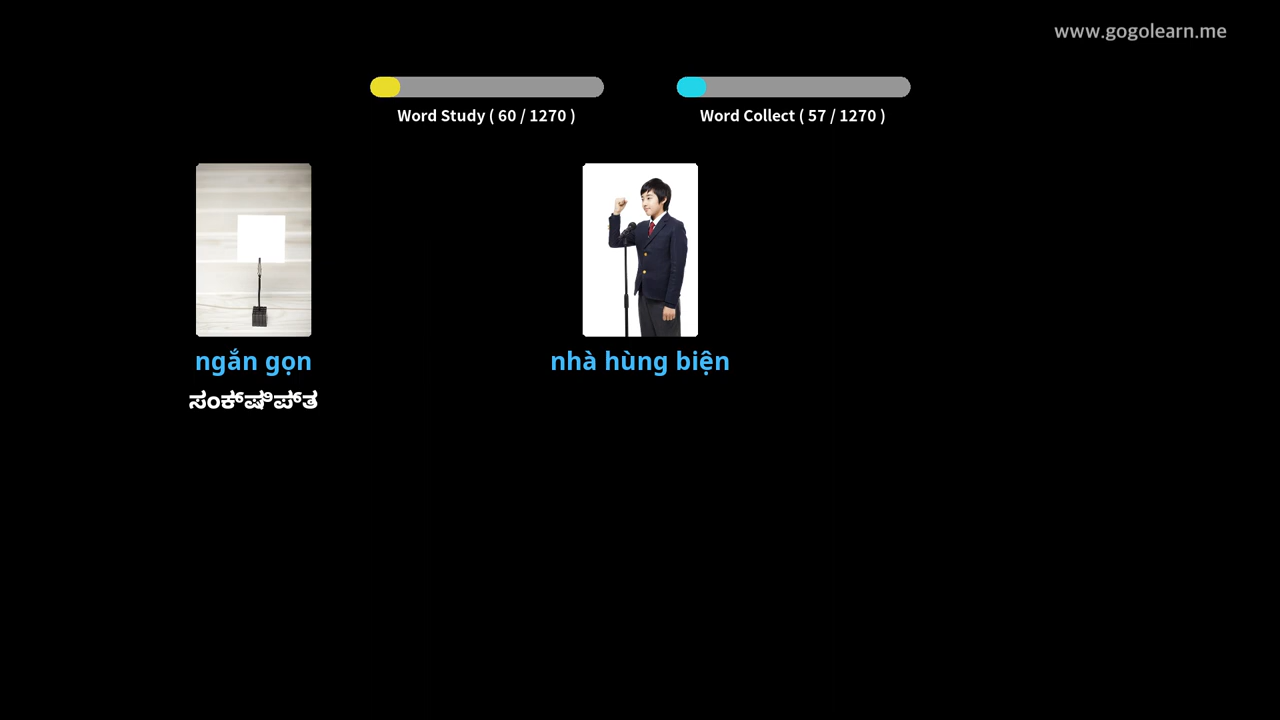 www.gogolearn.me
Word Study ( 60 / 1270 )
Word Collect ( 57 / 1270 )
ngắn gọn
nhà hùng biện
ಸಂಕ್ಷಿಪ್ತ